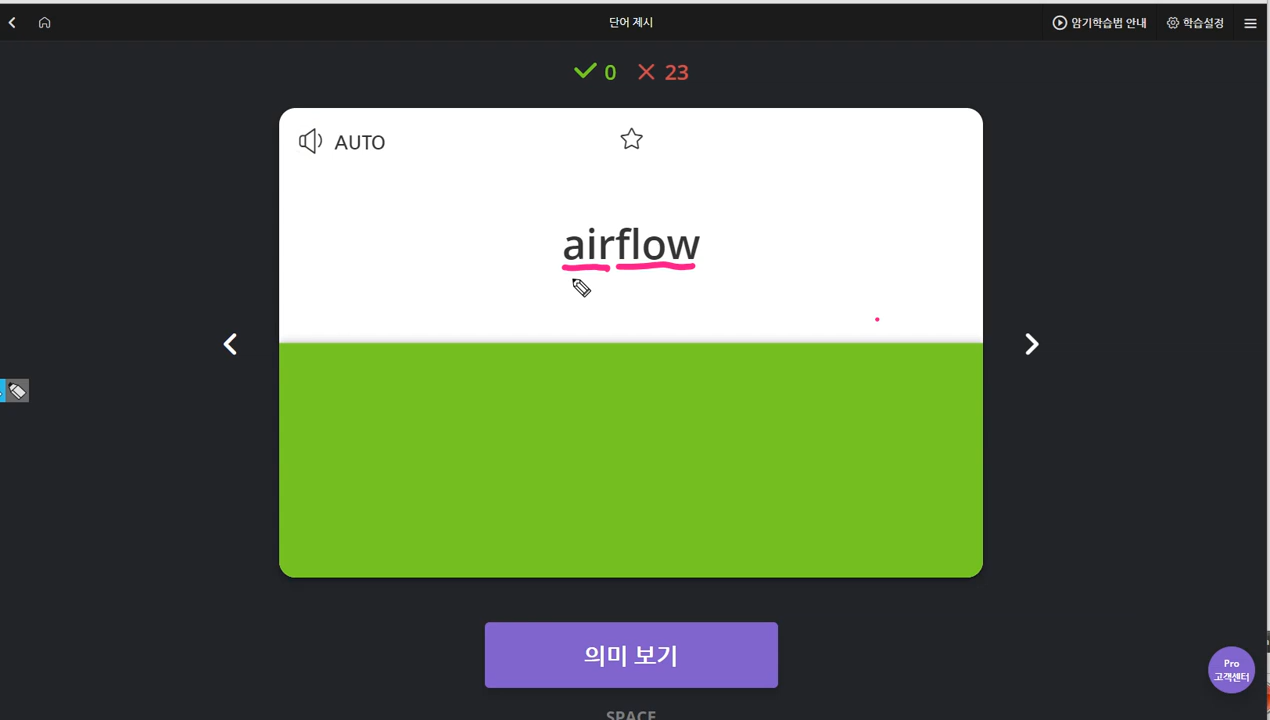 단어 제시
암기학습법 안내
학습설정
0 23
AUTO
airflow
의미 보기
Pro
고객센터
SPACE